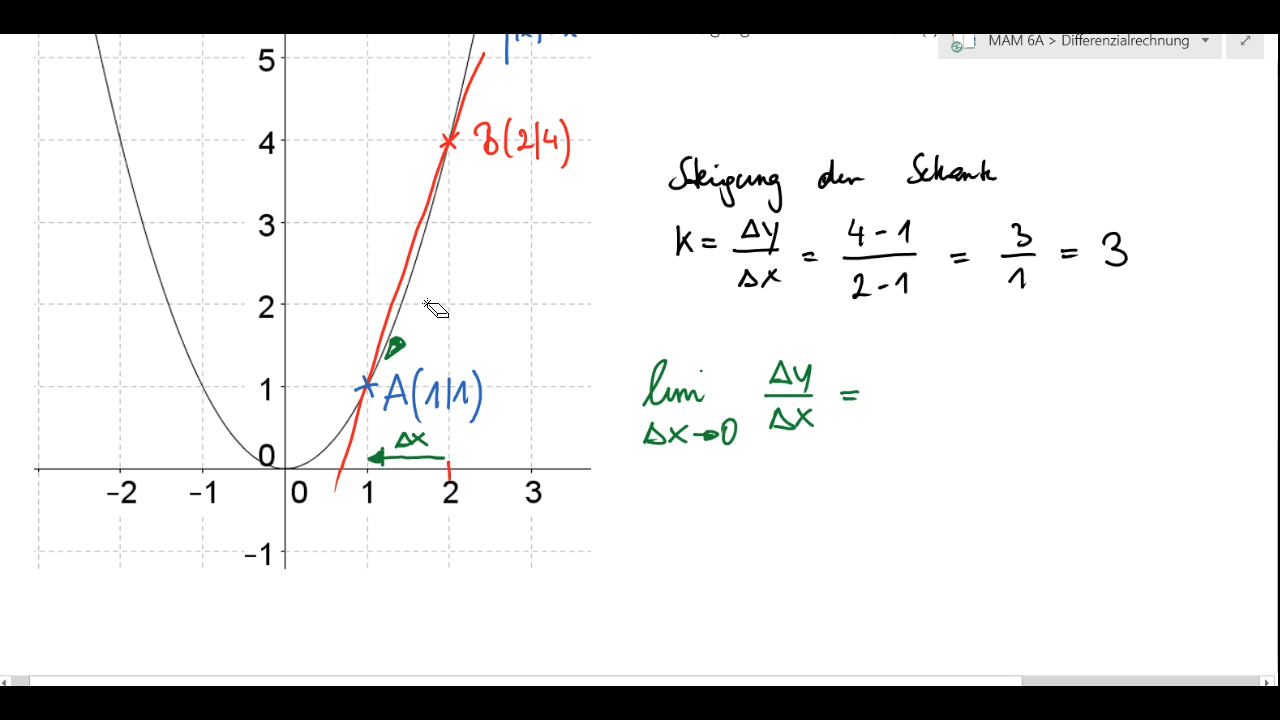 MAM 6A > Differenzialrechnung
5
4
B(2|4)
3
2
1
A(1|1)
Δx
0
-2 -1 0 1 2 3
-1
Steigung der Sekante
K = Δy/Δx = 4-1/2-1 = 3/1 = 3
lim Δy/Δx =
Δx→0